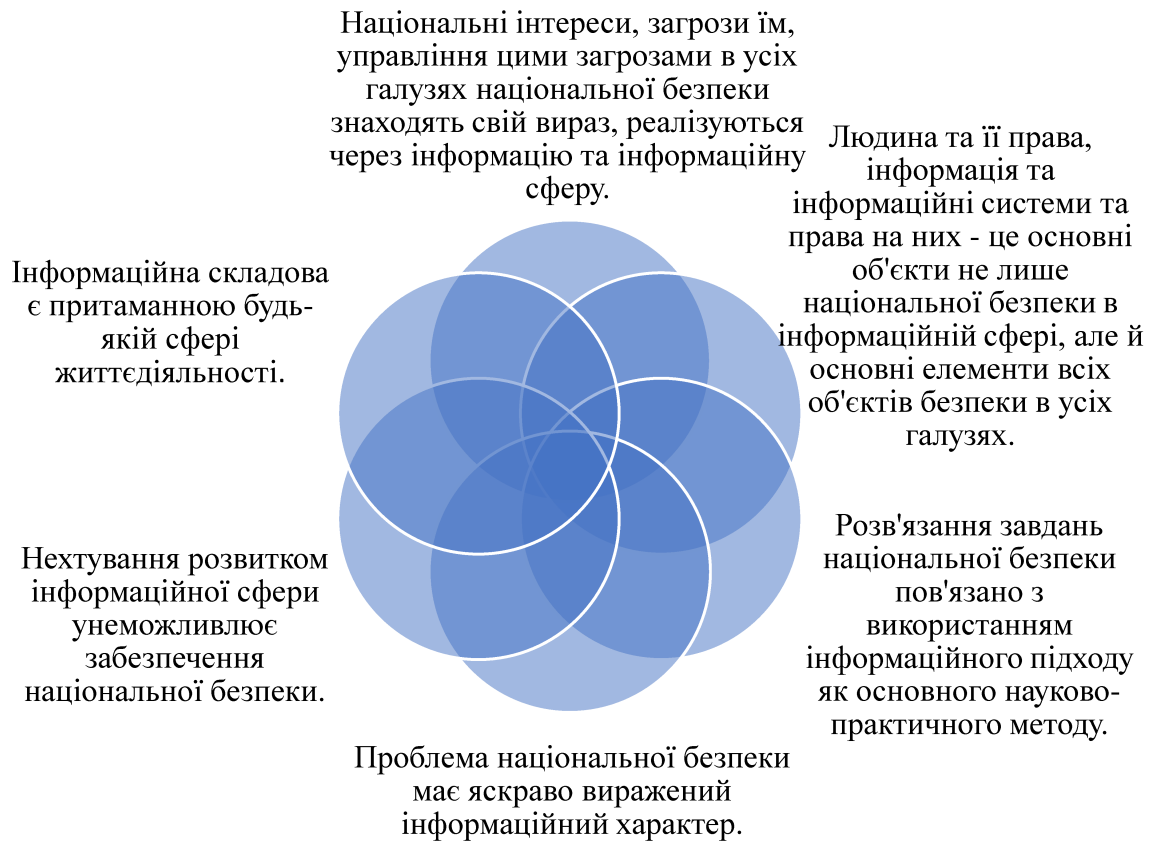 Національні інтереси, загрози їм,
управління цими загрозами в усіх
галузях національної безпеки
знаходять свій вираз, реалізуються
через інформацію та інформаційну
сферу.
Людина та її права,
інформація та
інформаційні системи та
права на них - це основні
об'єкти не лише
національної безпеки в
інформаційній сфері, але й
основні елементи всіх
об'єктів безпеки в усіх
галузях.
Розв'язання завдань
національної безпеки
пов'язано з
використанням
інформаційного підходу
як основного науково-
практичного методу.
Проблема національної безпеки
має яскраво виражений
інформаційний характер.
Нехтування розвитком
інформаційної сфери
унеможливлює
забезпечення
національної безпеки.
Інформаційна складова
є притаманною будь-
якій сфері
життєдіяльності.